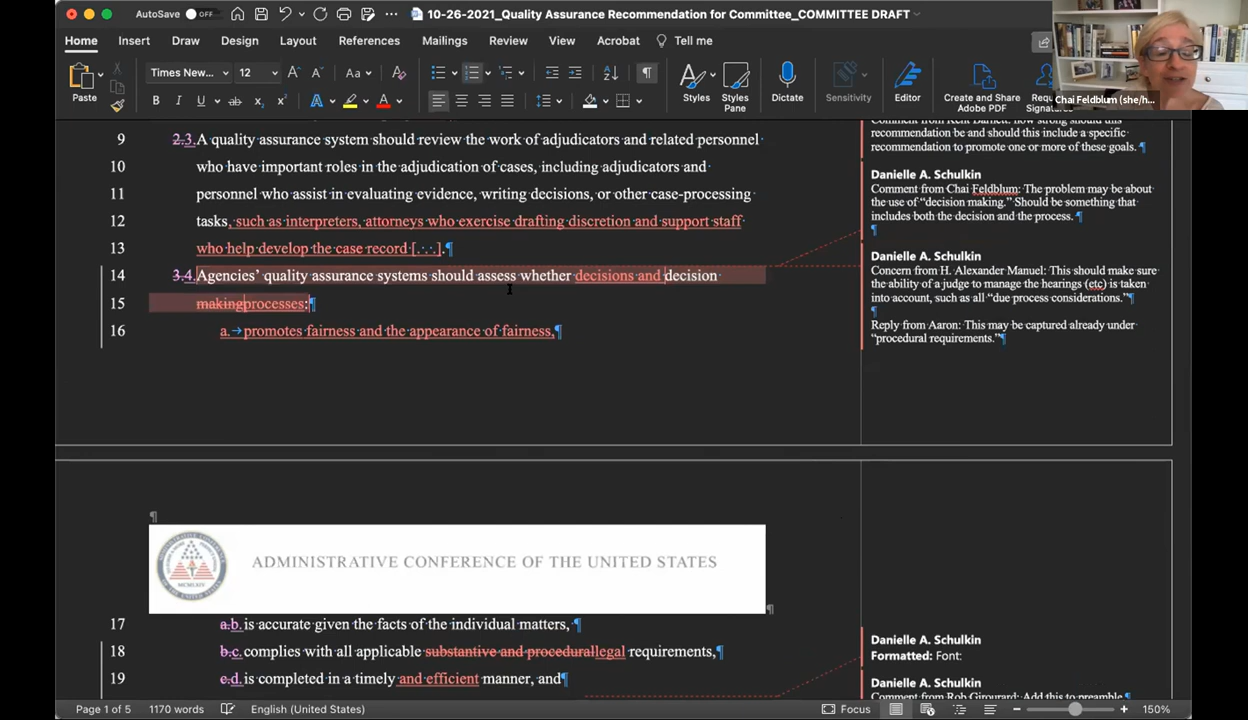 AutoSave OFF 10-26-2021_Quality Assurance Recommendation for Committee_COMMITTEE DRAFT
Home Insert Draw Design Layout References Mailings Review View Acrobat Tell me
Paste Times New... 12 Aa Styles Styles Pane Dictate Sensitivity Editor Create and Share Adobe PDF
B I U ab x₂ x² A A
Chai Feldblum (she/h...
9 2.3. A quality assurance system should review the work of adjudicators and related personnel
10 who have important roles in the adjudication of cases, including adjudicators and
11 personnel who assist in evaluating evidence, writing decisions, or other case-processing
12 tasks, such as interpreters, attorneys who exercise drafting discretion and support staff
13 who help develop the case record [. . .].¶
14 3.4. Agencies' quality assurance systems should assess whether decisions and decision
15 makingprocesses:¶
16 a. → promotes fairness and the appearance of fairness,¶
recommendation be and should this include a specific
recommendation to promote one or more of these goals. ¶
Danielle A. Schulkin
Comment from Chai Feldblum: The problem may be about
the use of "decision making." Should be something that
includes both the decision and the process. ¶
¶
Danielle A. Schulkin
Concern from H. Alexander Manuel: This should make sure
the ability of a judge to manage the hearings (etc) is taken
into account, such as all "due process considerations."¶
¶
Reply from Aaron: This may be captured already under
"procedural requirements."¶
¶
ADMINISTRATIVE CONFERENCE OF THE UNITED STATES
¶
17 a.b. is accurate given the facts of the individual matters, ¶
18 b.c. complies with all applicable substantive and procedurallegal requirements,¶
19 c.d. is completed in a timely and efficient manner, and¶
Danielle A. Schulkin
Formatted: Font:
Danielle A. Schulkin
Comment from Rob Girouard: Add this to preamble.
Page 1 of 5 1170 words English (United States) Focus 150%